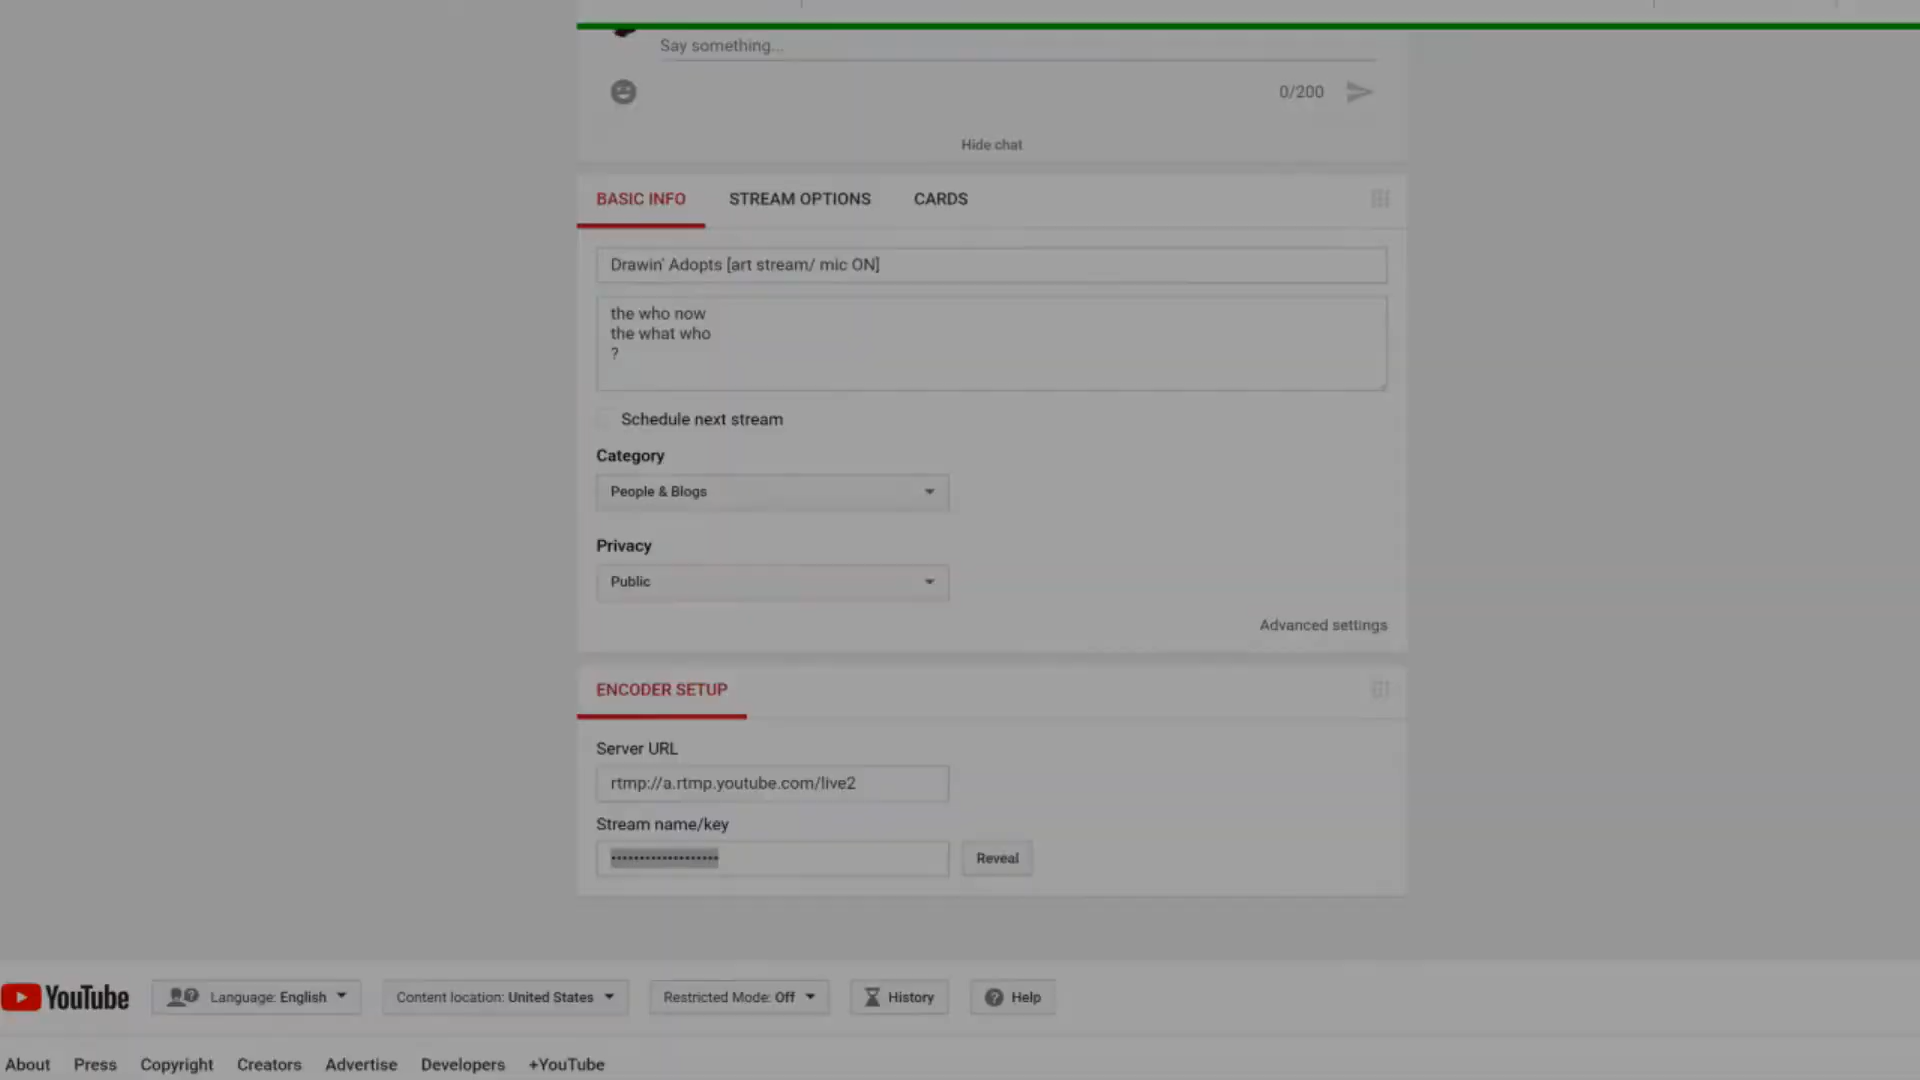 Say something...
0/200
Hide chat
BASIC INFO STREAM OPTIONS CARDS
Drawin' Adopts [art stream/ mic ON]
the who now
the what who
?
Schedule next stream
Category
People & Blogs
Privacy
Public
Advanced settings
ENCODER SETUP
Server URL
rtmp://a.rtmp.youtube.com/live2
Stream name/key
••••••••••••••••••• Reveal
YouTube Language: English Content location: United States Restricted Mode: Off History Help
About Press Copyright Creators Advertise Developers +YouTube